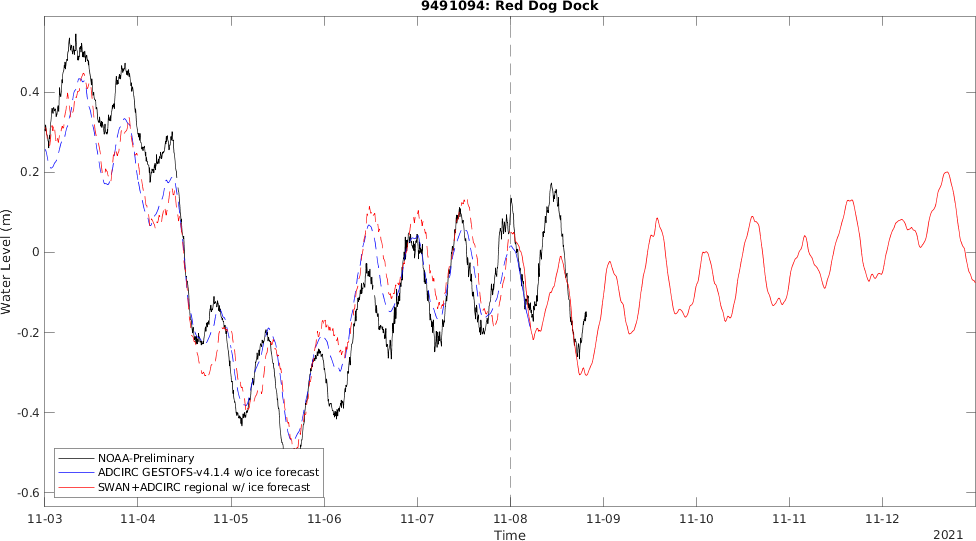 9491094: Red Dog Dock
Water Level (m)
0.4
0.2
0
-0.2
-0.4
-0.6
NOAA-Preliminary
ADCIRC GESTOFS-v4.1.4 w/o ice forecast
SWAN+ADCIRC regional w/ ice forecast
11-03 11-04 11-05 11-06 11-07 11-08 11-09 11-10 11-11 11-12
Time
2021